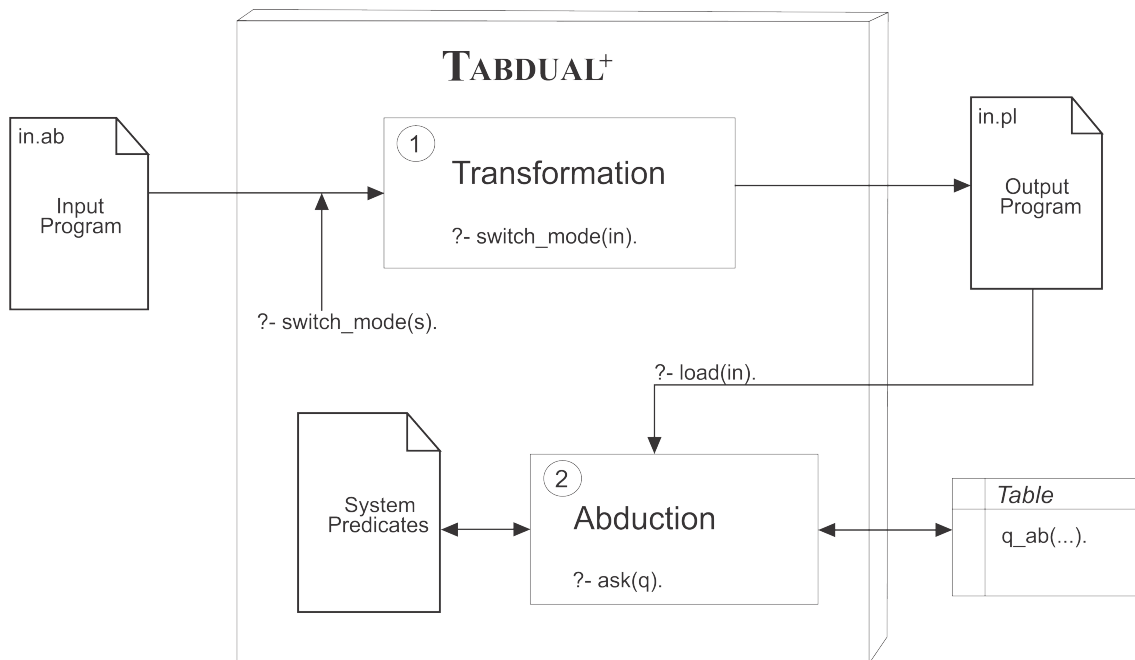 TABDUAL+
in.ab
Input
Program
1
Transformation
?- switch_mode(in).
in.pl
Output
Program
?- switch_mode(s).
?- load(in).
System
Predicates
2
Abduction
?- ask(q).
Table
q_ab(...).